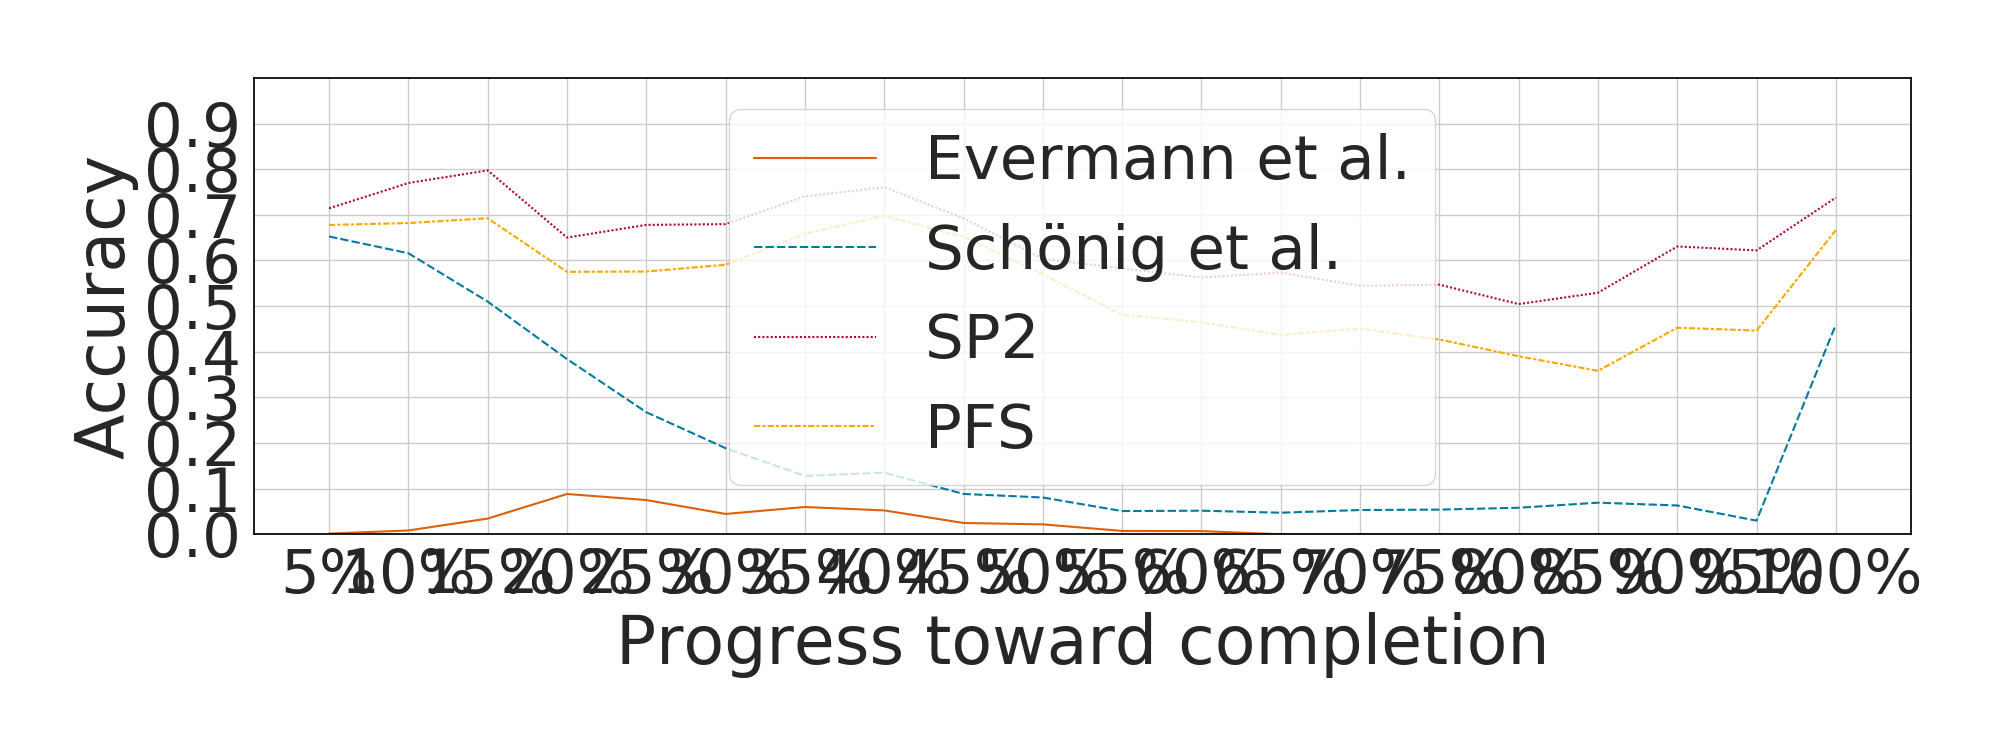 Accuracy
0.9
0.8
0.7
0.6
0.5
0.4
0.3
0.2
0.1
0.0
Evermann et al.
Schönig et al.
SP2
PFS
5% 10% 15% 20% 25% 30% 35% 40% 45% 50% 55% 60% 65% 70% 75% 80% 85% 90% 95% 100%
Progress toward completion